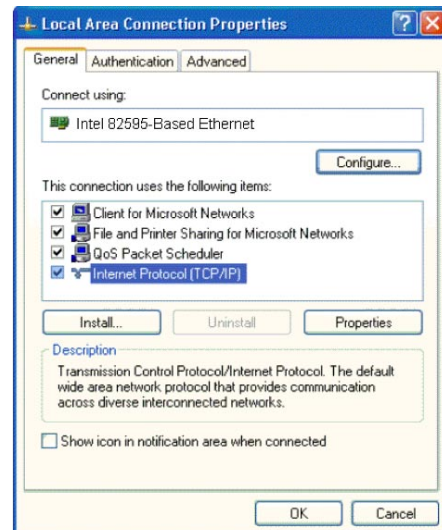 Local Area Connection Properties
General Authentication Advanced
Connect using:
Intel 82595-Based Ethernet
Configure...
This connection uses the following items:
Client for Microsoft Networks
File and Printer Sharing for Microsoft Networks
QoS Packet Scheduler
Internet Protocol (TCP/IP)
Install... Uninstall Properties
Description
Transmission Control Protocol/Internet Protocol. The default
wide area network protocol that provides communication
across diverse interconnected networks.
Show icon in notification area when connected
OK Cancel